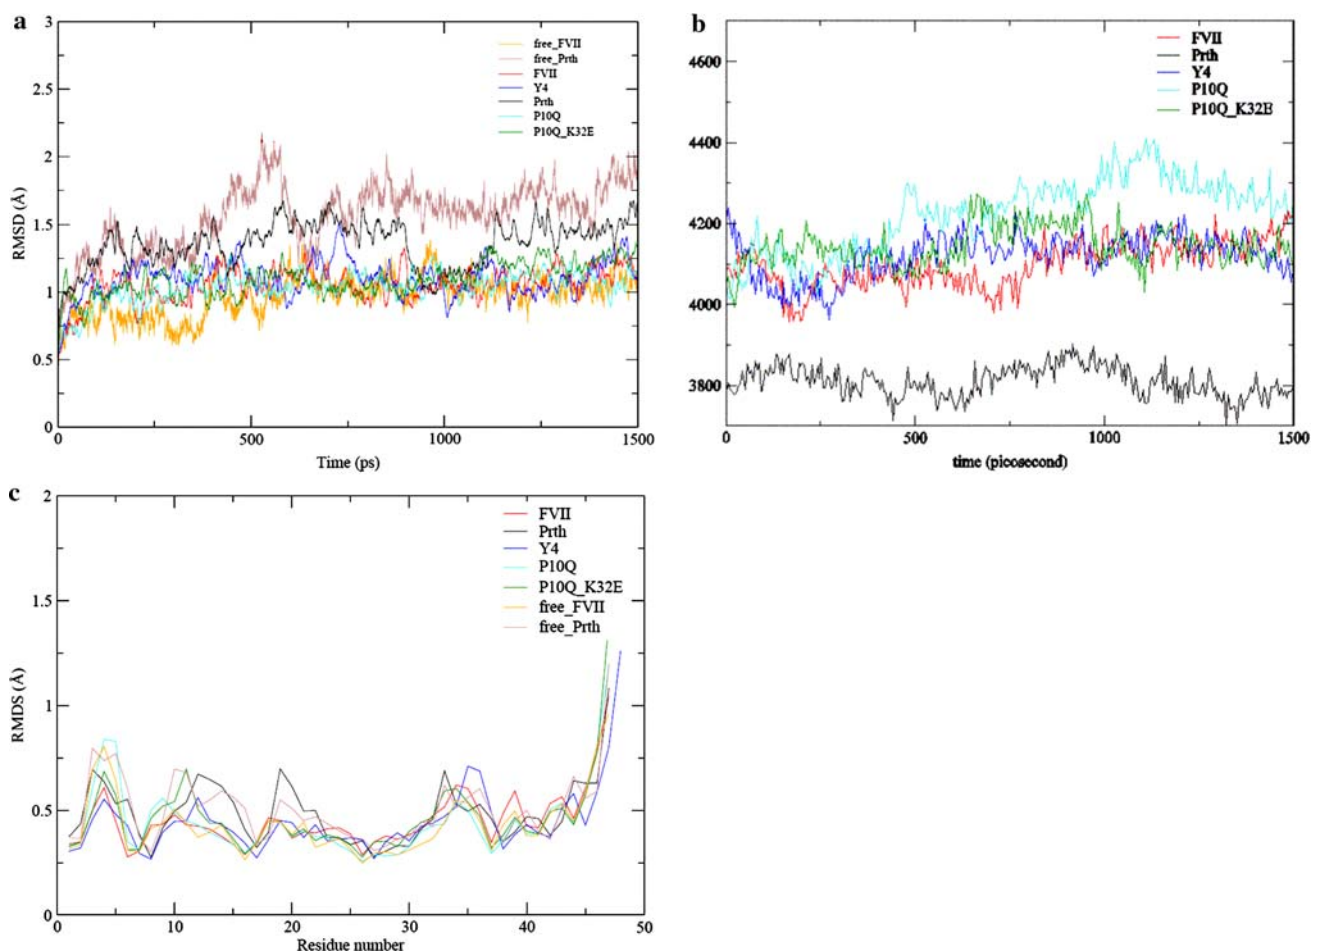 a
3
2.5
2
1.5
1
0.5
0
RMSD (Å)
free_FVII
free_Prth
FVII
Y4
Prth
P10Q
P10Q_K32E
0 500 1000 1500
Time (ps)
b
4600
4400
4200
4000
3800
FVII
Prth
Y4
P10Q
P10Q_K32E
0 500 1000 1500
time (picosecond)
c
2
1.5
1
0.5
0
RMDS (Å)
FVII
Prth
Y4
P10Q
P10Q_K32E
free_FVII
free_Prth
0 10 20 30 40 50
Residue number